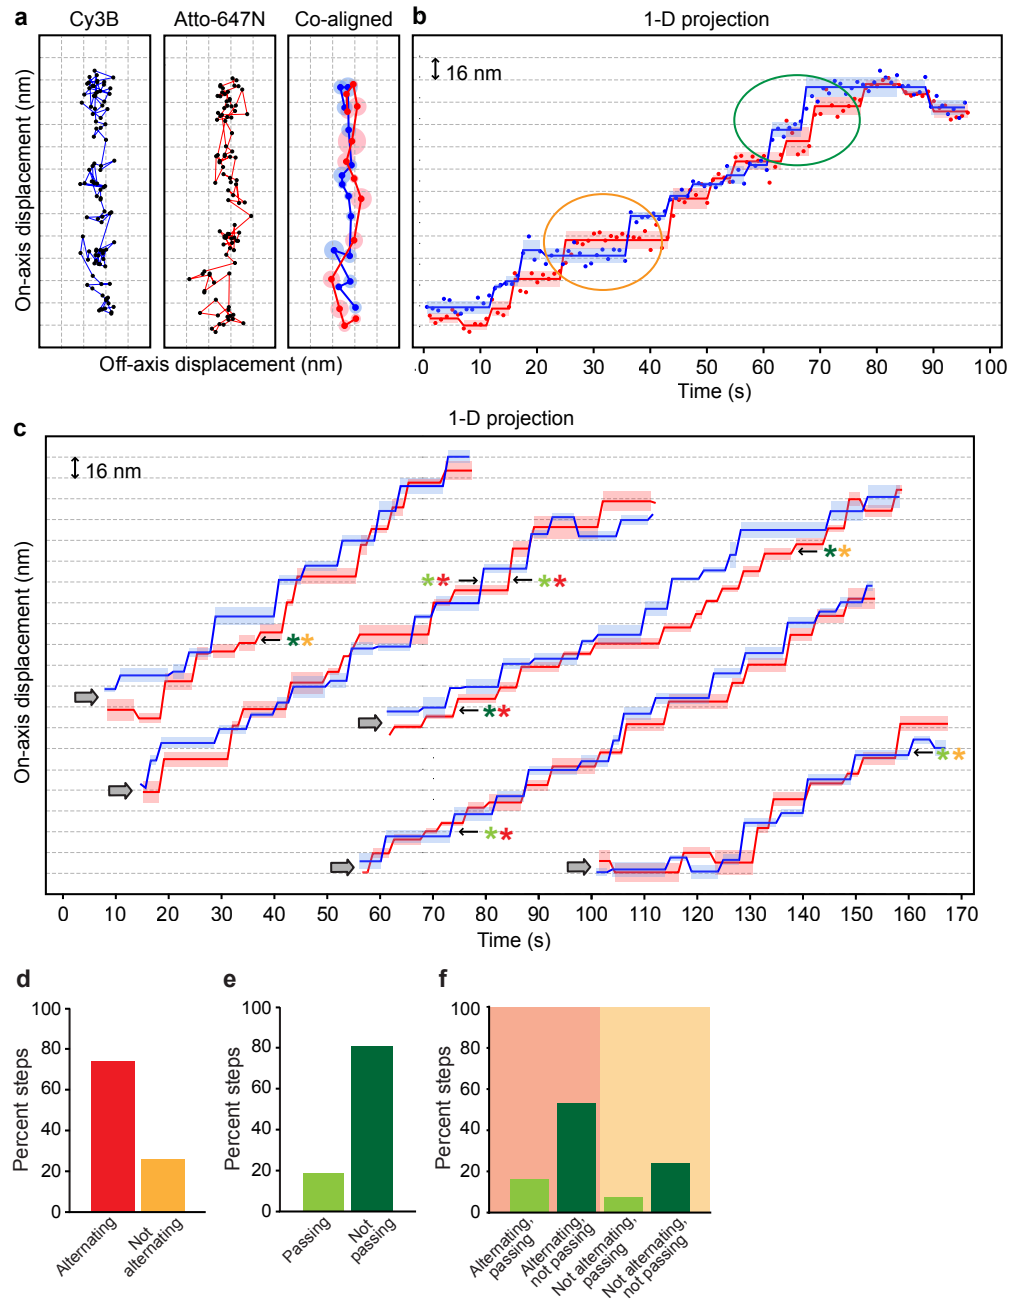 a
Cy3B
Atto-647N
Co-aligned
On-axis displacement (nm)
Off-axis displacement (nm)
b
1-D projection
16 nm
0 10 20 30 40 50 60 70 80 90 100
Time (s)
c
1-D projection
16 nm
On-axis displacement (nm)
**
**
**
**
**
**
**
0 10 20 30 40 50 60 70 80 90 100 110 120 130 140 150 160 170
Time (s)
d
Percent steps
100
80
60
40
20
0
Alternating
Not
alternating
e
Percent steps
100
80
60
40
20
0
Passing
Not
passing
f
Percent steps
100
80
60
40
20
0
Alternating,
passing
Alternating,
not passing
Not alternating,
passing
Not alternating,
not passing